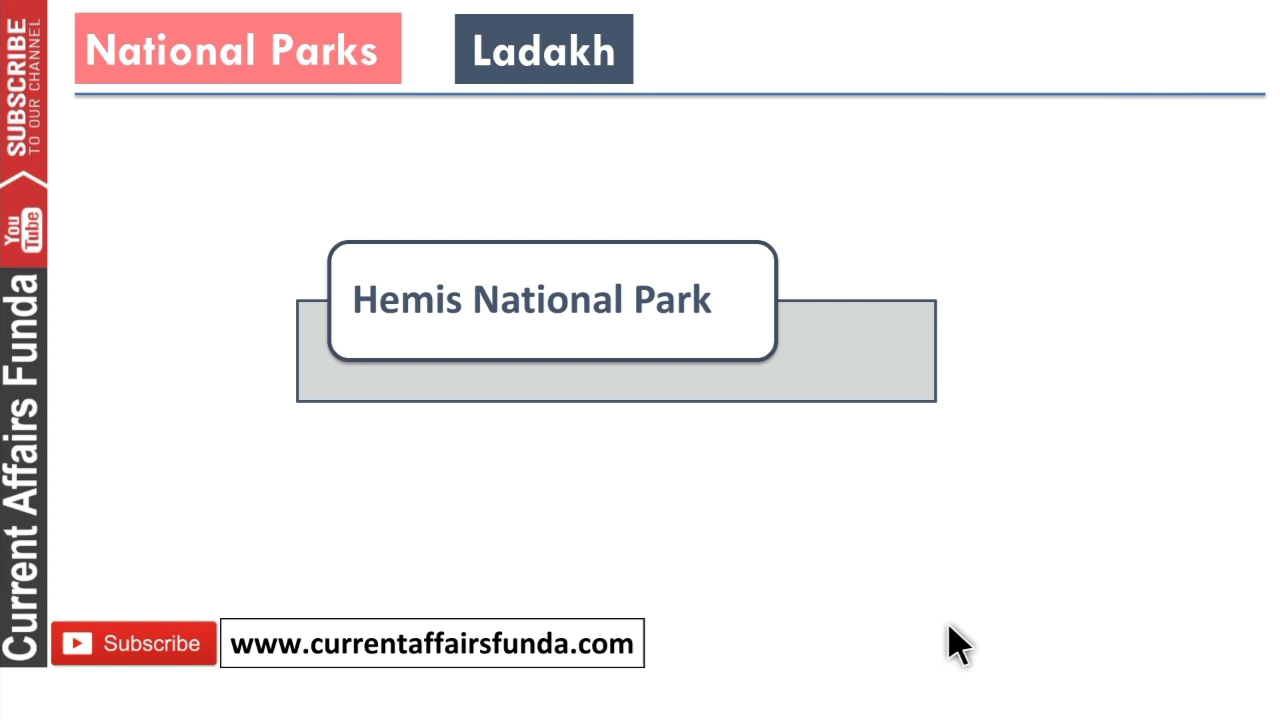 National Parks
Ladakh
Hemis National Park
SUBSCRIBE
TO OUR CHANNEL
You
Tube
Current Affairs Funda
Subscribe
www.currentaffairsfunda.com